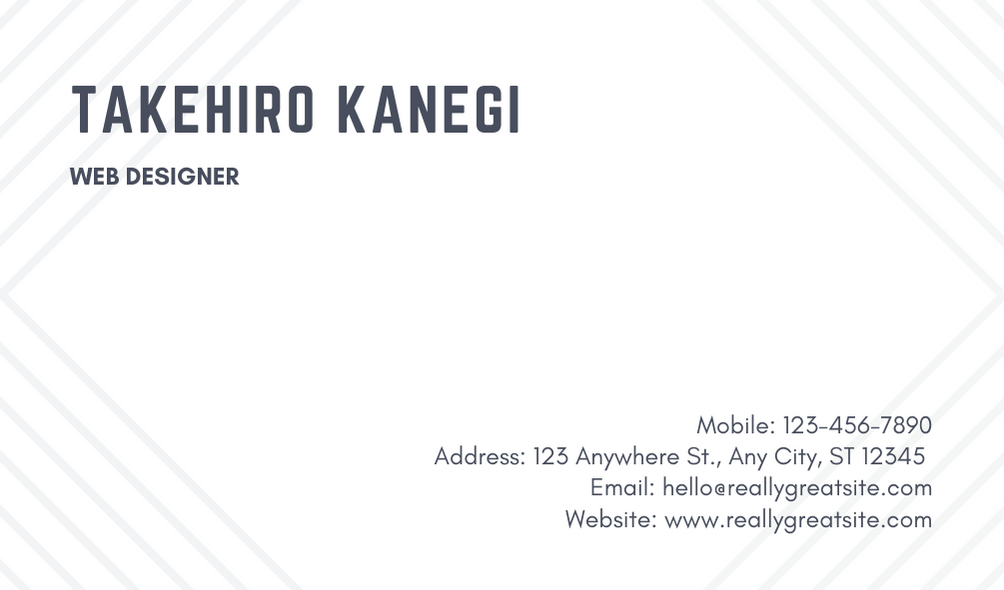 TAKEHIRO KANEGI
WEB DESIGNER
Mobile: 123-456-7890
Address: 123 Anywhere St., Any City, ST 12345
Email: hello@reallygreatsite.com
Website: www.reallygreatsite.com